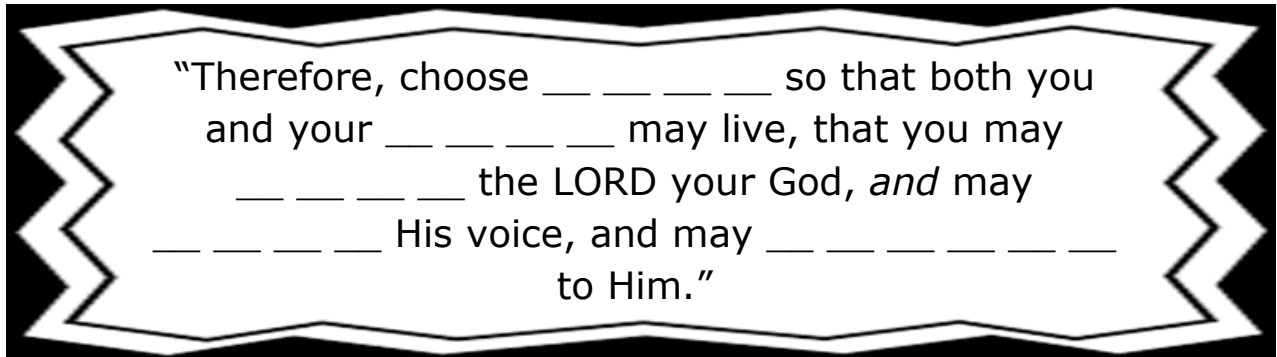 “Therefore, choose __ __ __ __ so that both you
and your __ __ __ __ may live, that you may
__ __ __ __ the LORD your God, and may
__ __ __ __ His voice, and may __ __ __ __ __ __
to Him.”